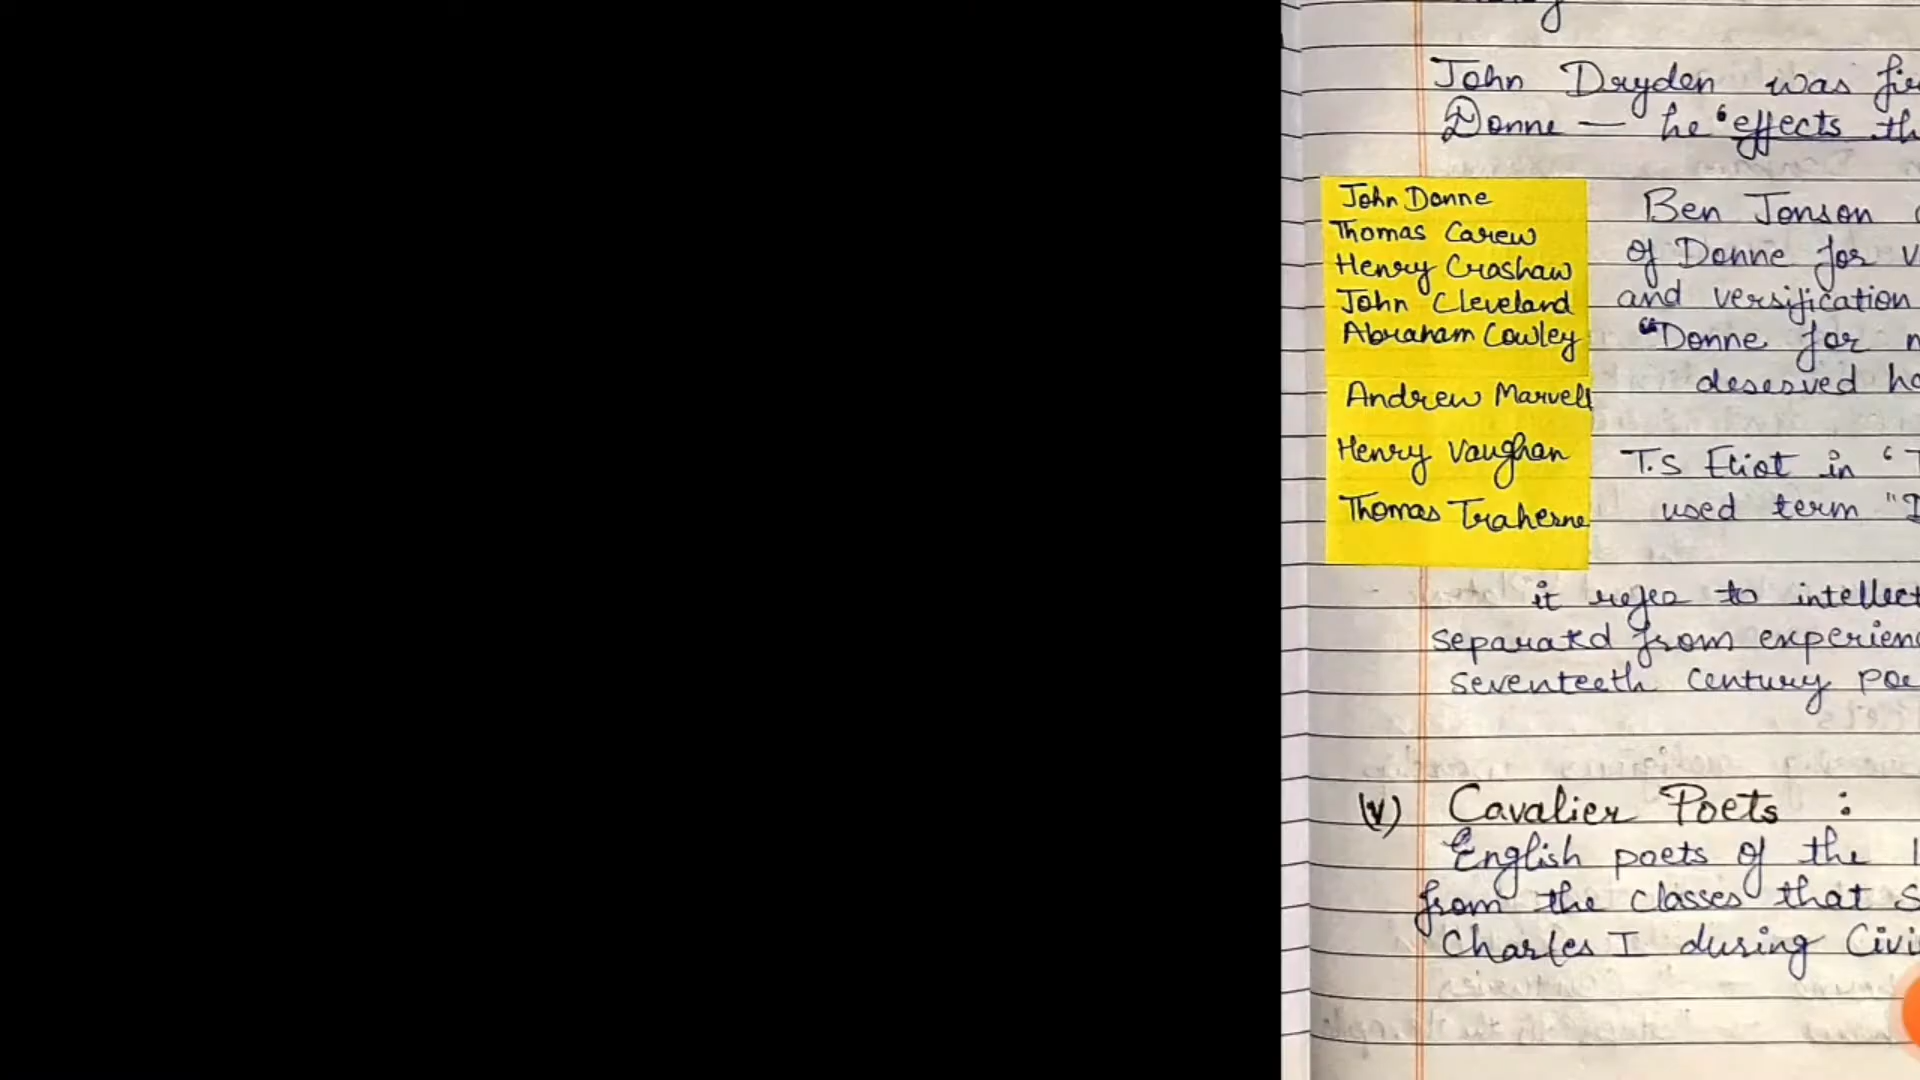 John Dryden was
Donne — he ‘effects
John Donne
Thomas Carew
Henry Crashaw
John Cleveland
Abraham Cowley
Andrew Marvell
Henry Vaughan
Thomas Traherne
Ben Jonson
of Donne for
and versification
“Donne for
deserved
T.S Eliot in ‘
used term "
it refer to
separatd from
seventeeth century
(V) Cavalier Poets :
English poets of the
from the classes that
Charles I during